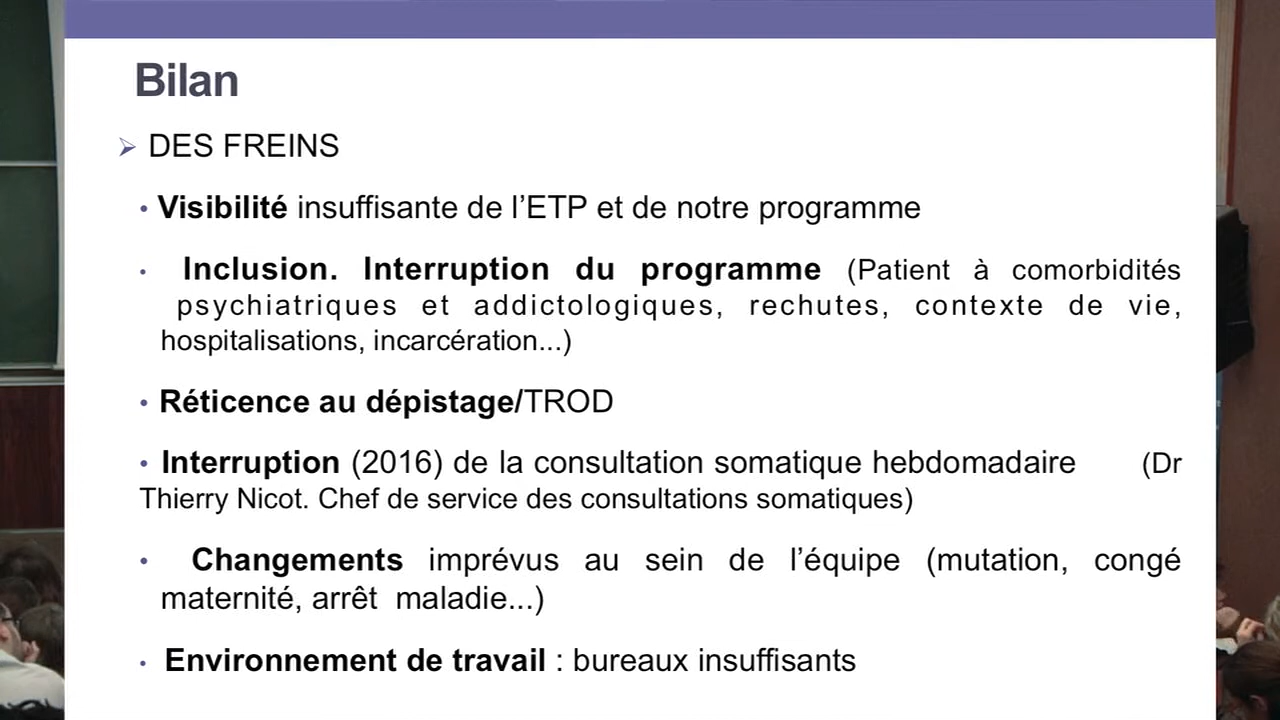 Bilan
➢ DES FREINS
• Visibilité insuffisante de l’ETP et de notre programme
• Inclusion. Interruption du programme (Patient à comorbidités
psychiatriques et addictologiques, rechutes, contexte de vie,
hospitalisations, incarcération...)
• Réticence au dépistage/TROD
• Interruption (2016) de la consultation somatique hebdomadaire (Dr
Thierry Nicot. Chef de service des consultations somatiques)
• Changements imprévus au sein de l’équipe (mutation, congé
maternité, arrêt maladie...)
• Environnement de travail : bureaux insuffisants